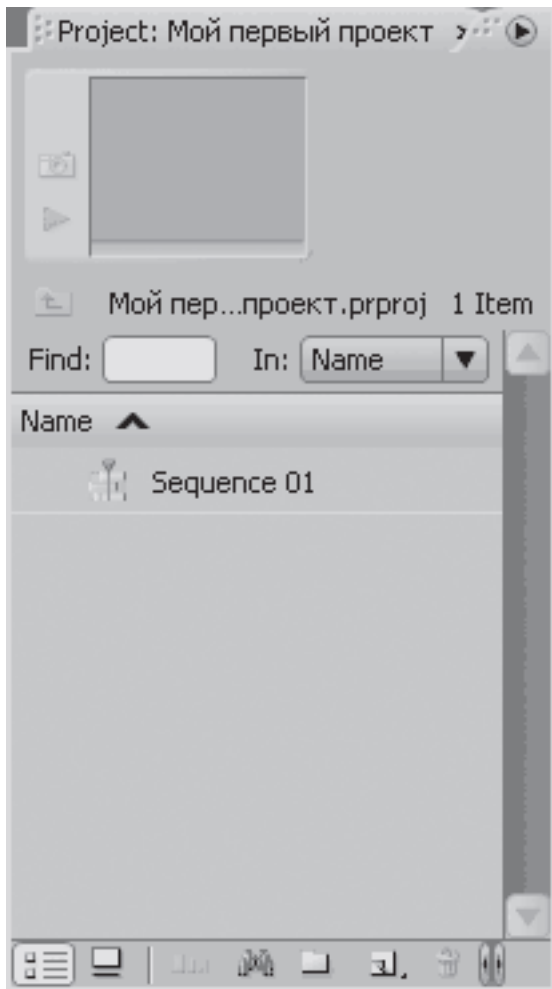 Project: Мой первый проект
Мой пер...проект.prproj 1 Item
Find: In: Name
Name
Sequence 01